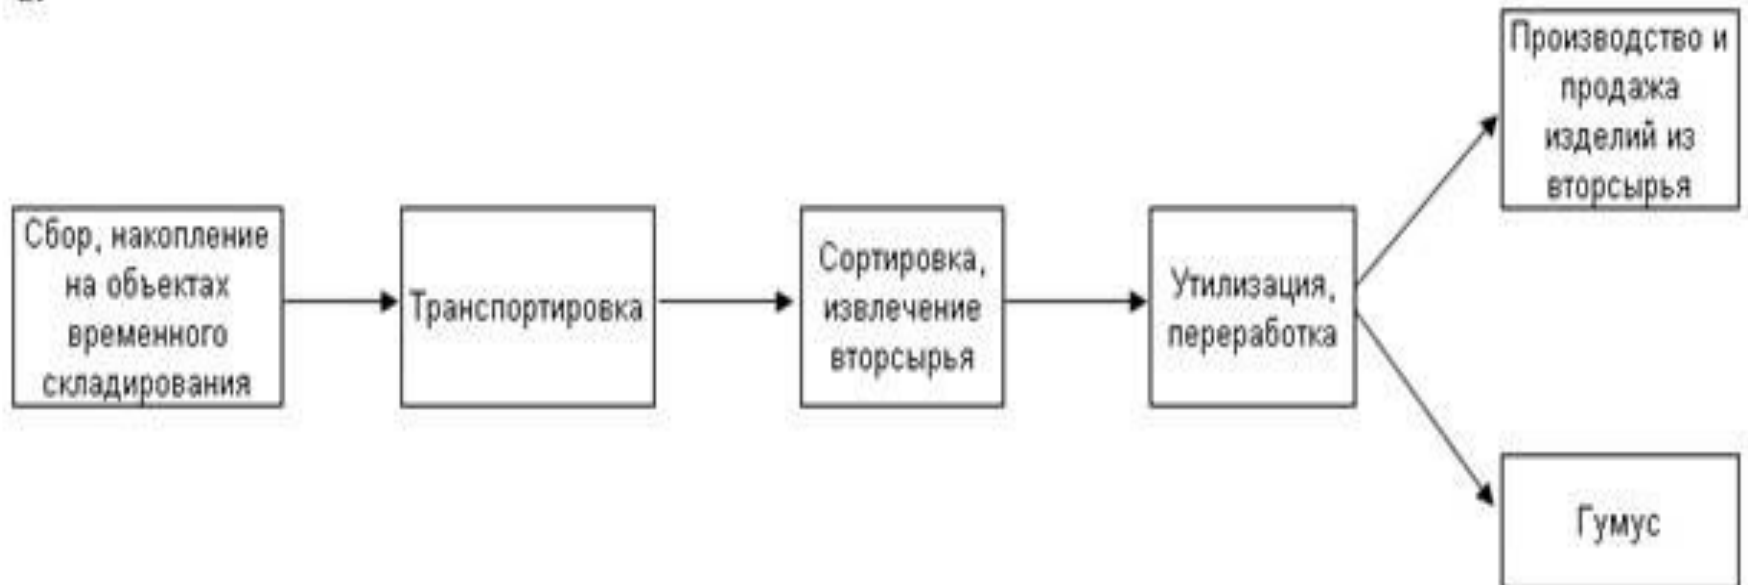 Сбор, накопление
на объектах
временного
складирования
Транспортировка
Сортировка,
извлечение
вторсырья
Утилизация,
переработка
Производство и
продажа
изделий из
вторсырья
Гумус